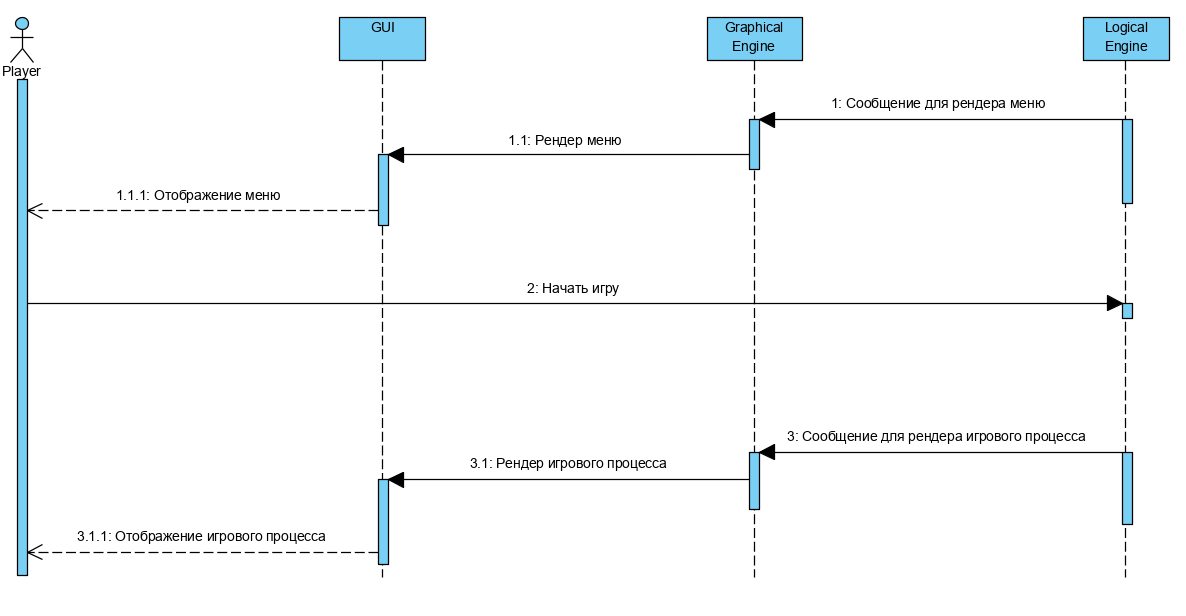 Player
GUI
Graphical
Engine
Logical
Engine
1: Сообщение для рендера меню
1.1: Рендер меню
1.1.1: Отображение меню
2: Начать игру
3: Сообщение для рендера игрового процесса
3.1: Рендер игрового процесса
3.1.1: Отображение игрового процесса